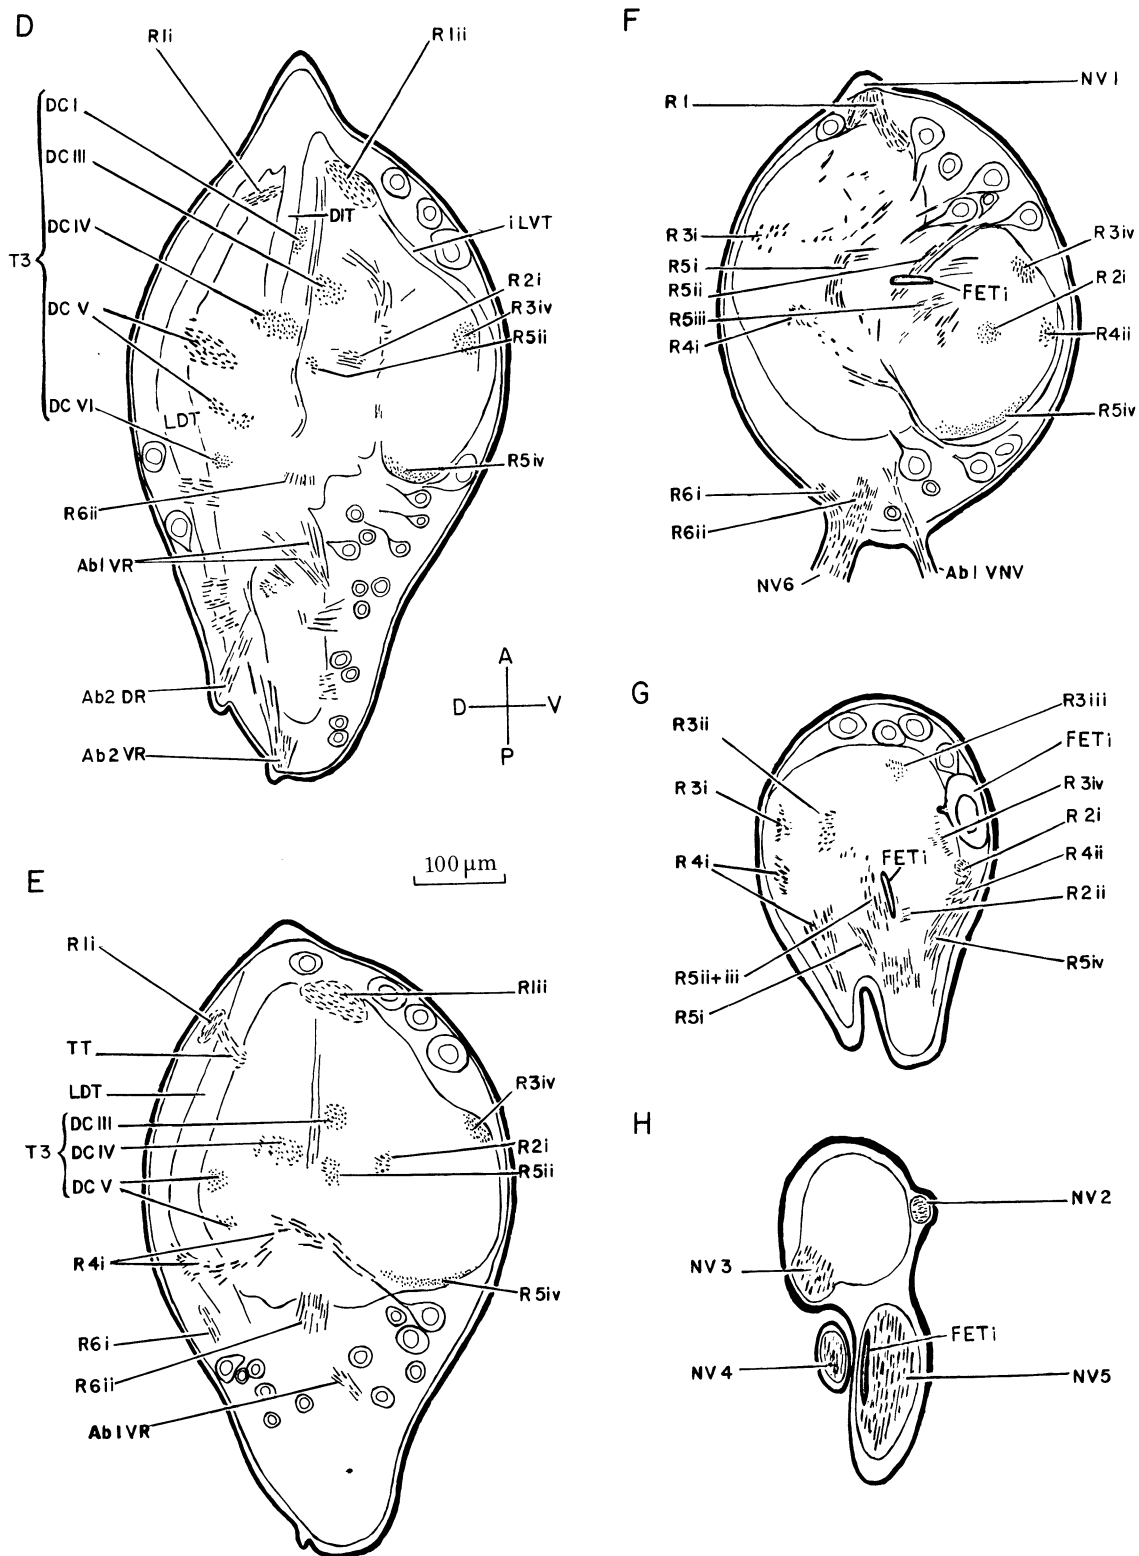 D
R1i
R1ii
DC I
DC III
DC IV
T3
DC V
DC VI
DIT
iLVT
R2i
R3iv
R5ii
LDT
R5iv
R6ii
Ab1VR
Ab2 DR
Ab2 VR
A
D V
P
100 µm
E
R1i
R1ii
TT
LDT
DC III
T3 DC IV
DC V
R3iv
R2i
R5ii
R4i
R5iv
R6i
R6ii
Ab1VR
F
NV1
R1
R3i
R5i
R5ii
R5iii
R4i
FETi
R3iv
R2i
R4ii
R5iv
R6i
R6ii
NV6
Ab1 VNV
G
R3ii
R3iii
FETi
R3i
R3iv
R2i
R4i
FETi
R4ii
R2ii
R5ii+iii
R5iv
R5i
H
NV2
NV3
FETi
NV4
NV5